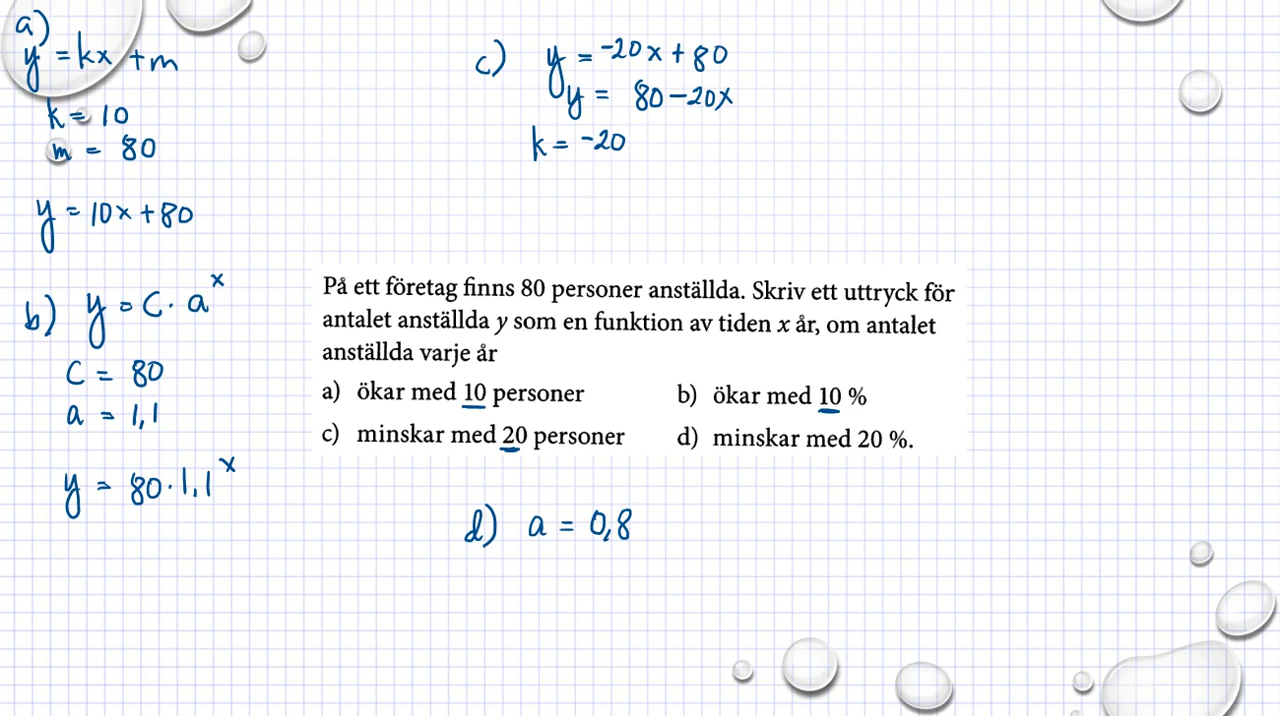 a)
y = kx + m
k = 10
m = 80
y = 10x + 80
b) y = C · a^x
C = 80
a = 1,1
y = 80 · 1,1^x
c) y = -20x + 80
y = 80 - 20x
k = -20
På ett företag finns 80 personer anställda. Skriv ett uttryck för
antalet anställda y som en funktion av tiden x år, om antalet
anställda varje år
a) ökar med 10 personer b) ökar med 10 %
c) minskar med 20 personer d) minskar med 20 %.
d) a = 0,8